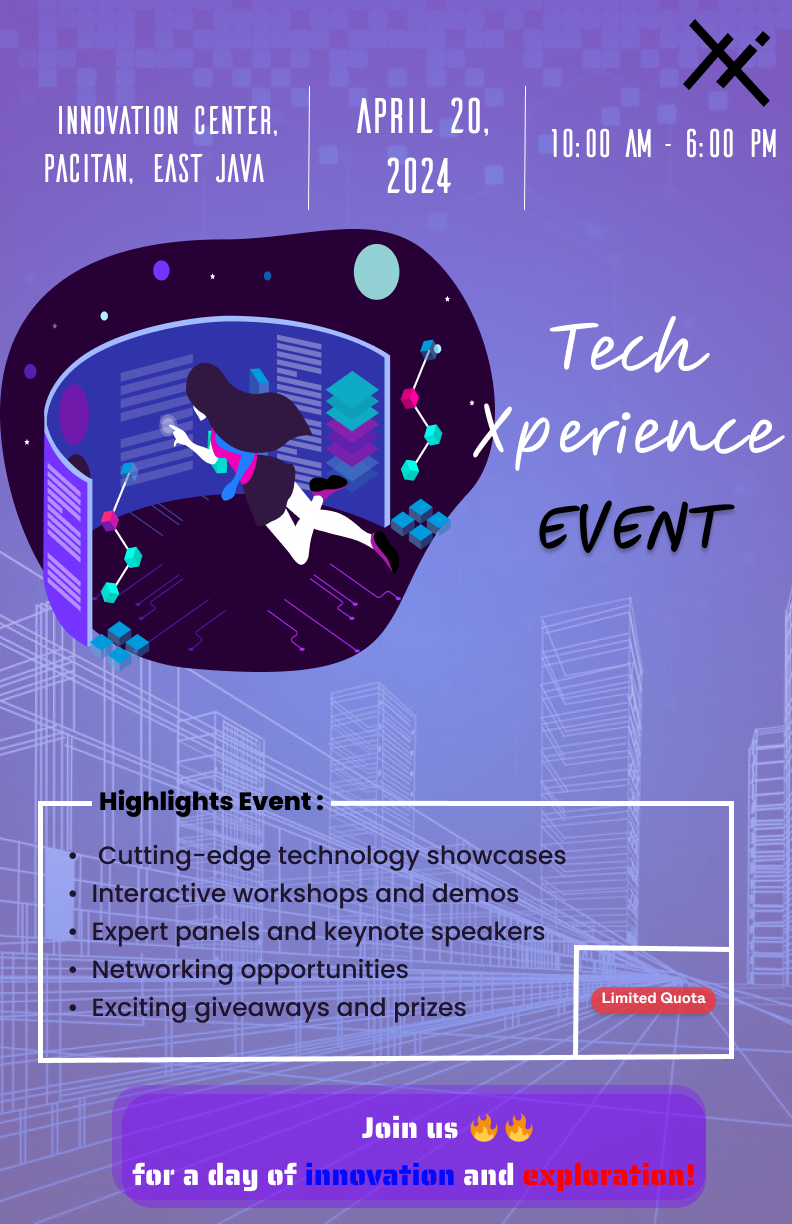 INNOVATION CENTER,
PACITAN, EAST JAVA
APRIL 20,
2024
10:00 AM - 6:00 PM
Tech
Xperience
EVENT
Highlights Event :
• Cutting-edge technology showcases
• Interactive workshops and demos
• Expert panels and keynote speakers
• Networking opportunities
• Exciting giveaways and prizes
Limited Quota
Join us 🔥🔥
for a day of innovation and exploration!